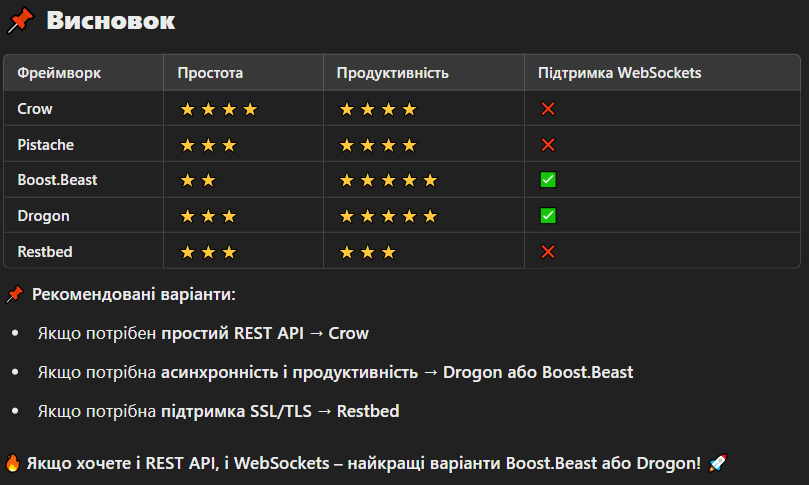 📌 Висновок
Фреймворк Простота Продуктивність Підтримка WebSockets
Crow ⭐⭐⭐⭐ ⭐⭐⭐⭐ ❌
Pistache ⭐⭐⭐ ⭐⭐⭐⭐ ❌
Boost.Beast ⭐⭐ ⭐⭐⭐⭐⭐ ✅
Drogon ⭐⭐⭐ ⭐⭐⭐⭐⭐ ✅
Restbed ⭐⭐⭐ ⭐⭐⭐ ❌
📌 Рекомендовані варіанти:
• Якщо потрібен простий REST API → Crow
• Якщо потрібна асинхронність і продуктивність → Drogon або Boost.Beast
• Якщо потрібна підтримка SSL/TLS → Restbed
🔥 Якщо хочете і REST API, і WebSockets – найкращі варіанти Boost.Beast або Drogon! 🚀